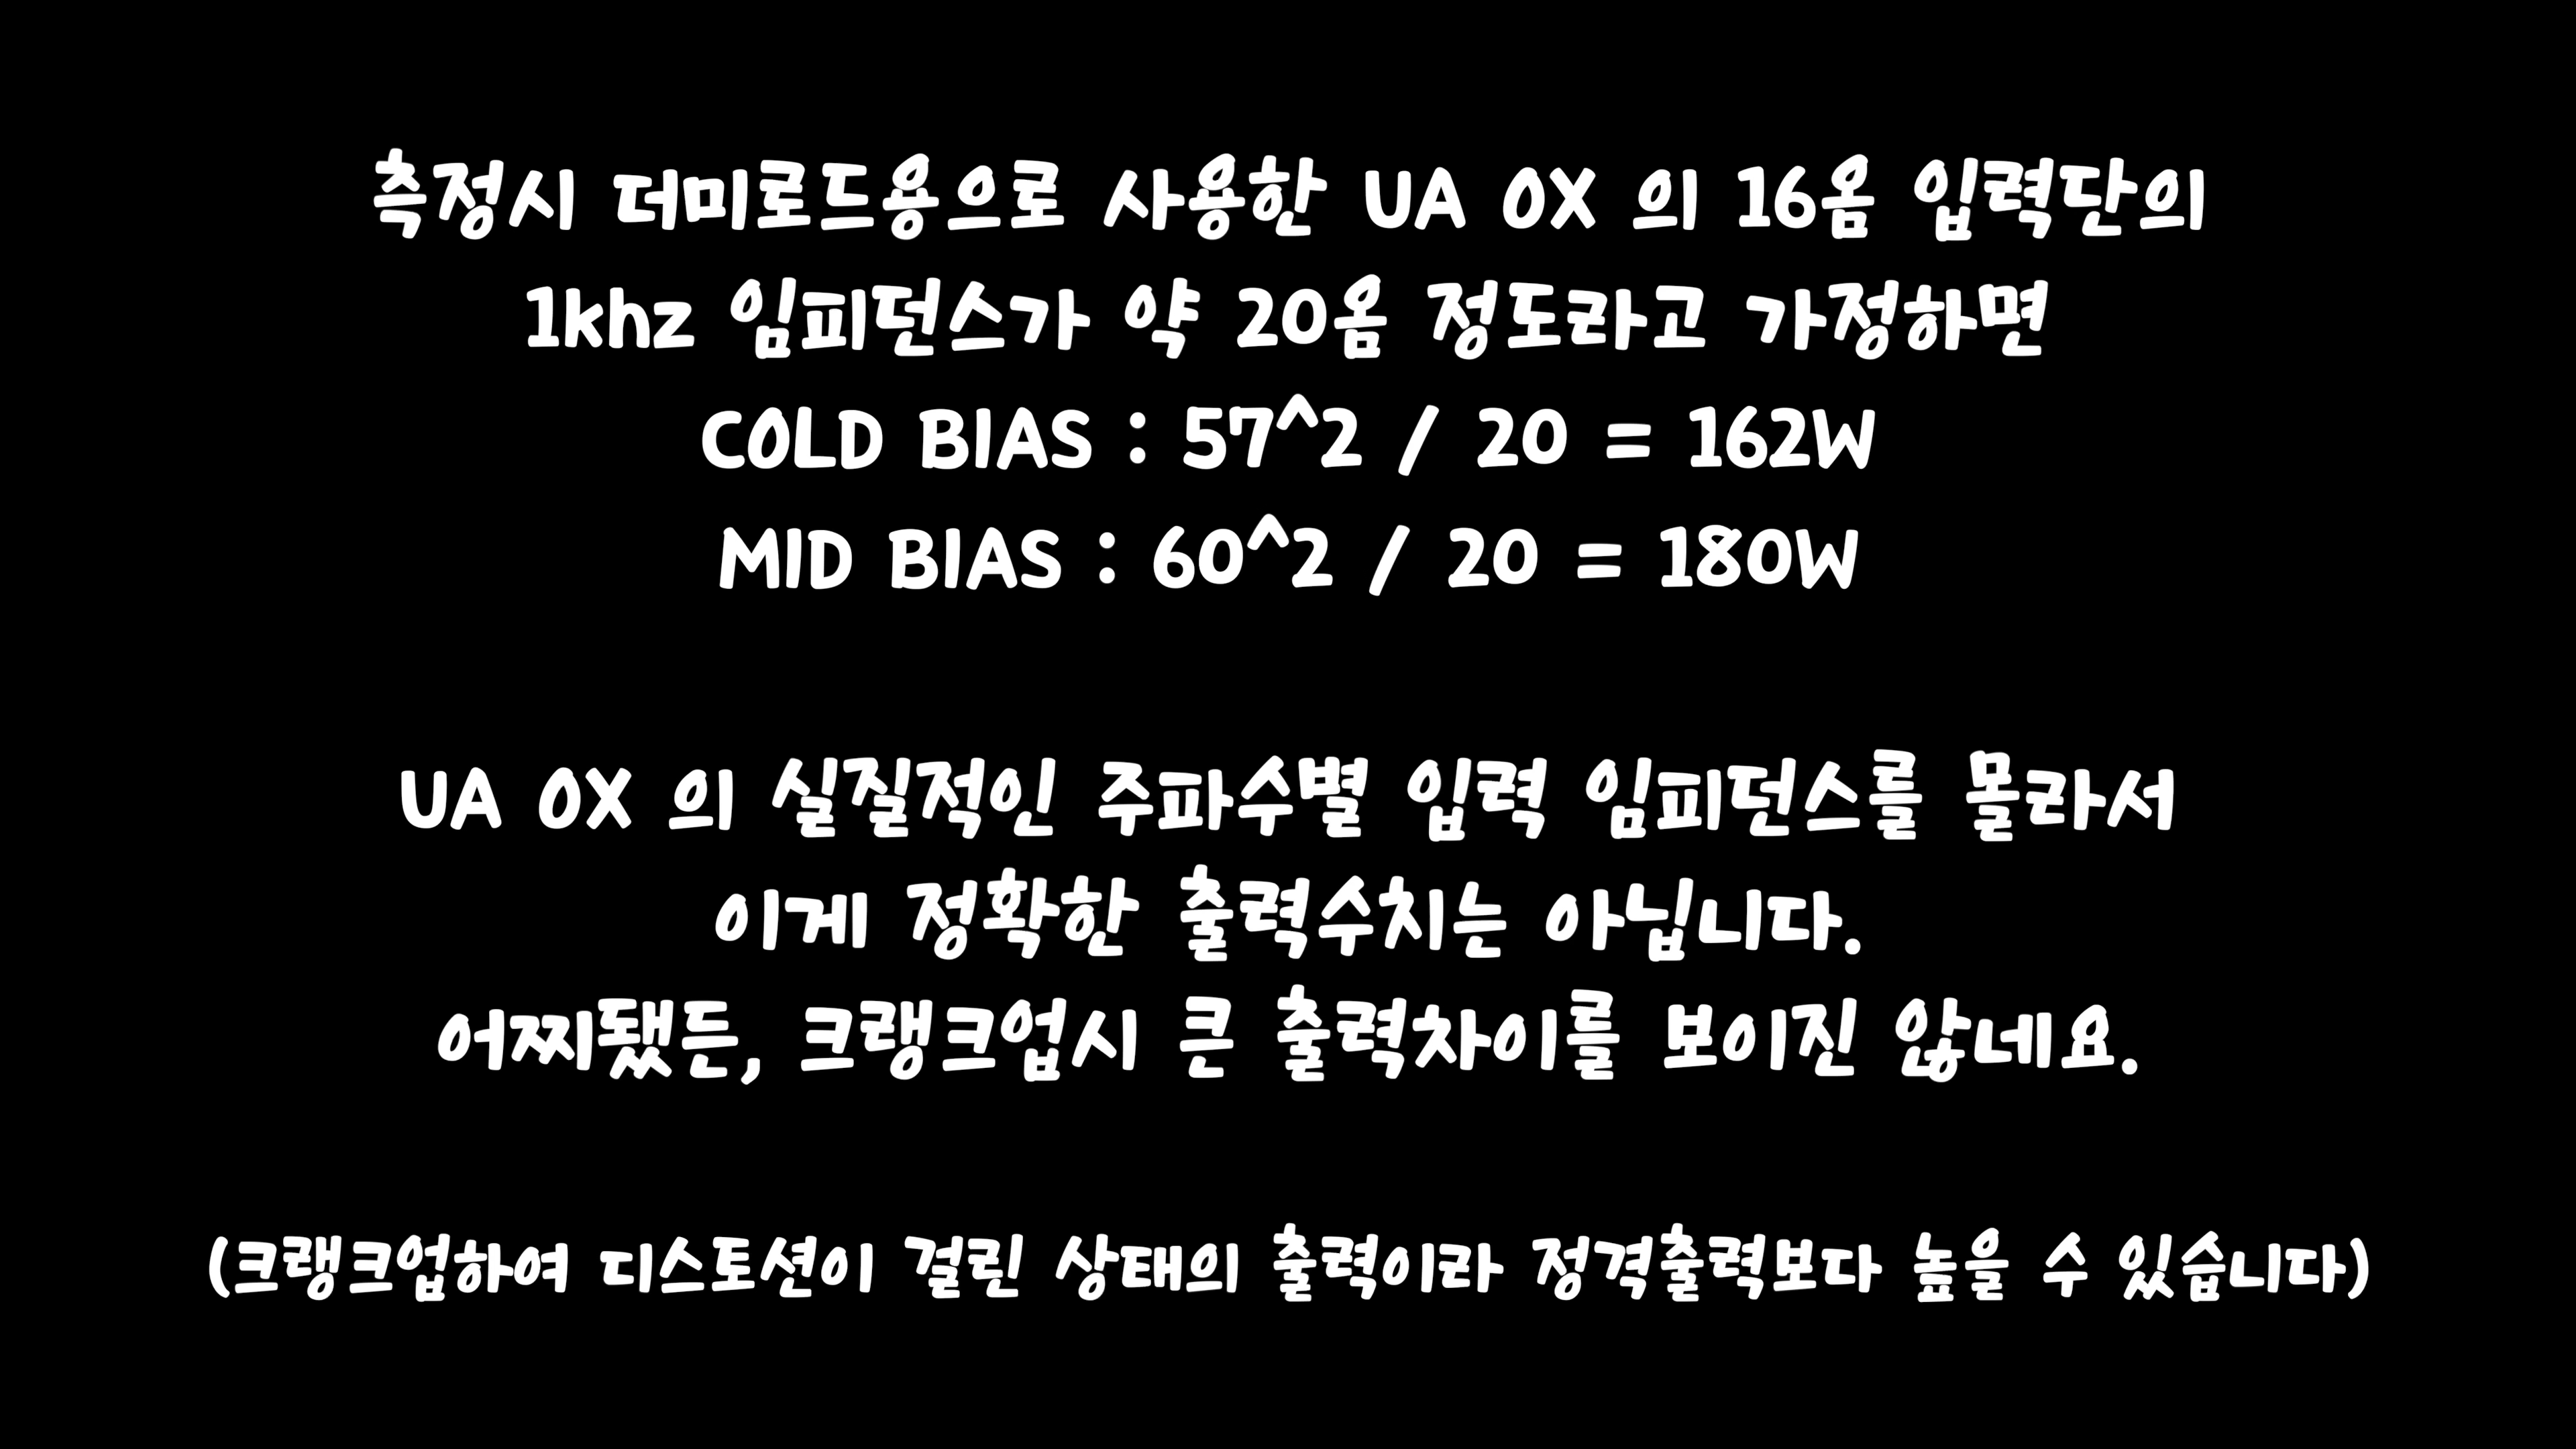 측정시 더미로드용으로 사용한 UA OX 의 16옴 입력단의
1khz 임피던스가 약 20옴 정도라고 가정하면
COLD BIAS : 57^2 / 20 = 162W
MID BIAS : 60^2 / 20 = 180W
UA OX 의 실질적인 주파수별 입력 임피던스를 몰라서
이게 정확한 출력수치는 아닙니다.
어찌됐든, 크랭크업시 큰 출력차이를 보이진 않네요.
(크랭크업하여 디스토션이 걸린 상태의 출력이라 정격출력보다 높을 수 있습니다)